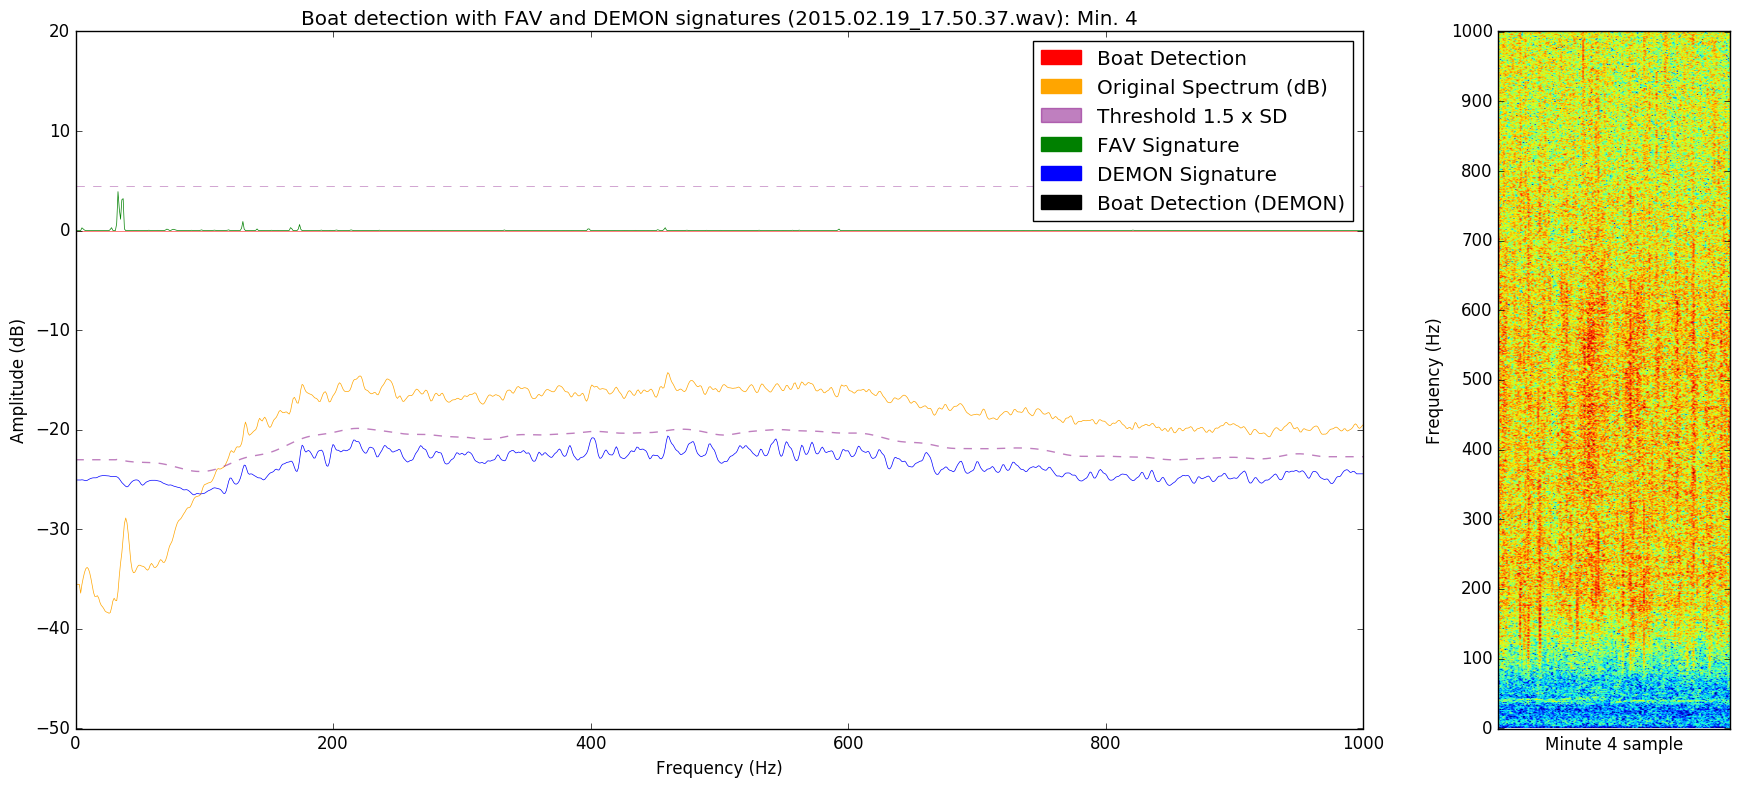 Boat detection with FAV and DEMON signatures (2015.02.19_17.50.37.wav): Min. 4
Amplitude (dB)
20
10
0
−10
−20
−30
−40
−50
Boat Detection
Original Spectrum (dB)
Threshold 1.5 x SD
FAV Signature
DEMON Signature
Boat Detection (DEMON)
0 200 400 600 800 1000
Frequency (Hz)
Frequency (Hz)
1000
900
800
700
600
500
400
300
200
100
0
Minute 4 sample